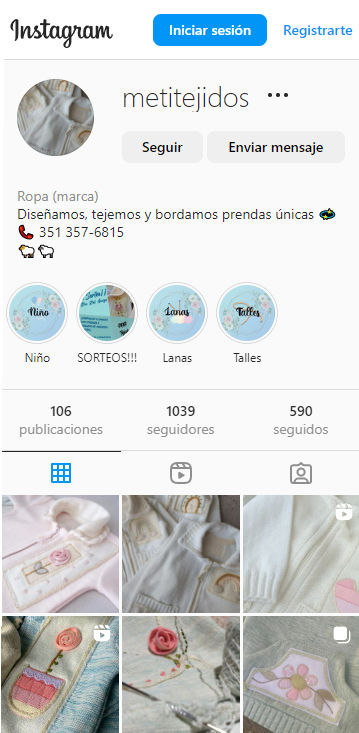 Instagram
Iniciar sesión
Registrarte
metitejidos
Seguir
Enviar mensaje
Ropa (marca)
Diseñamos, tejemos y bordamos prendas únicas
351 357-6815
Niño
Lanas
Talles
Niño
SORTEOS!!!
Lanas
Talles
106
publicaciones
1039
seguidores
590
seguidos